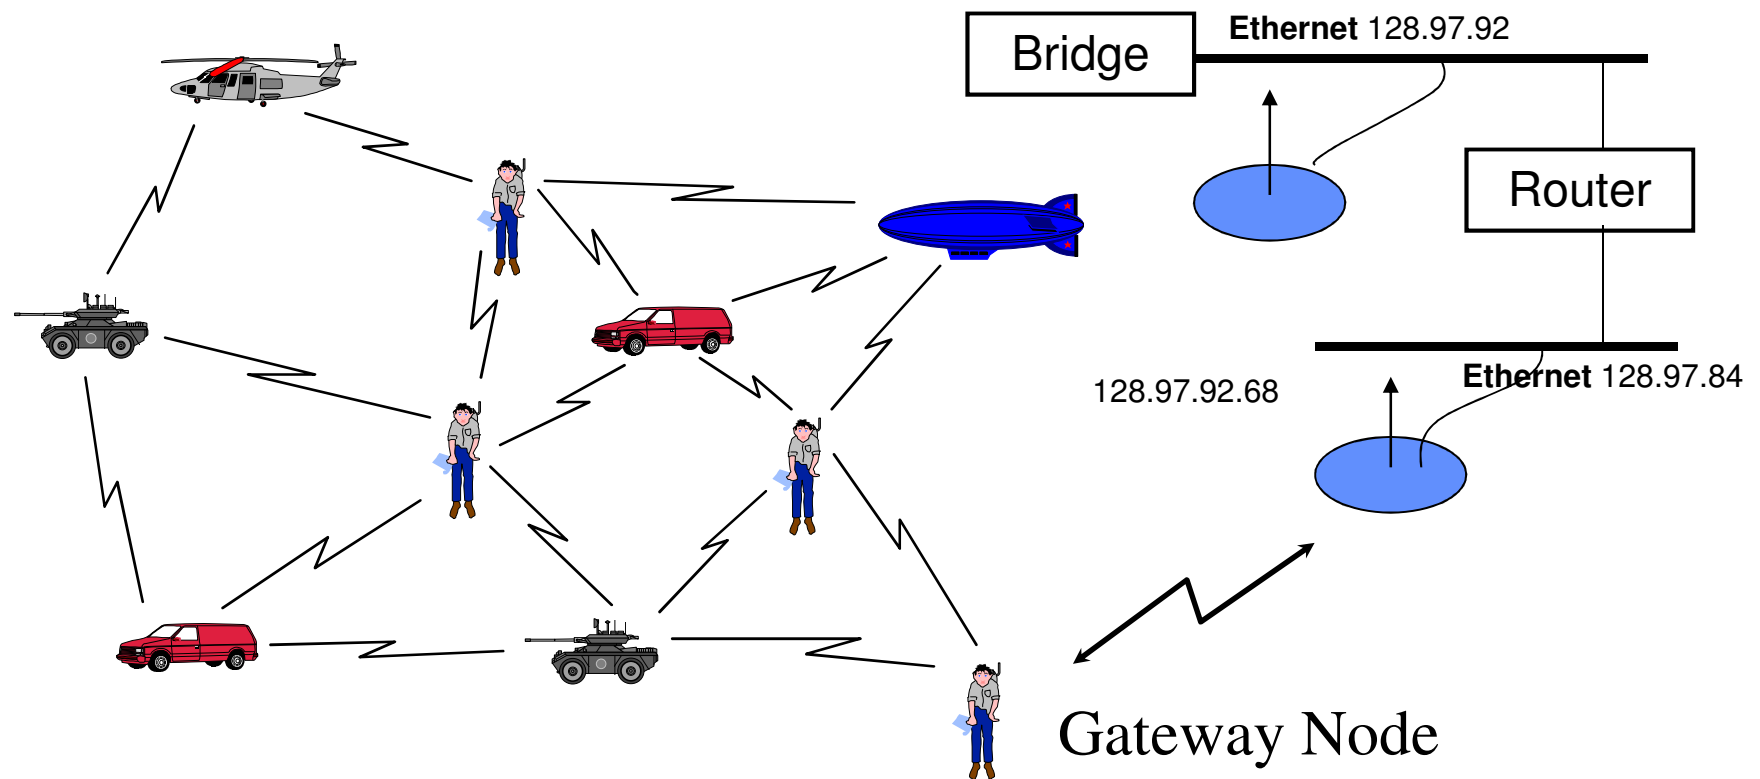 Ethernet 128.97.92
Bridge
Router
Ethernet 128.97.84
128.97.92.68
Gateway Node